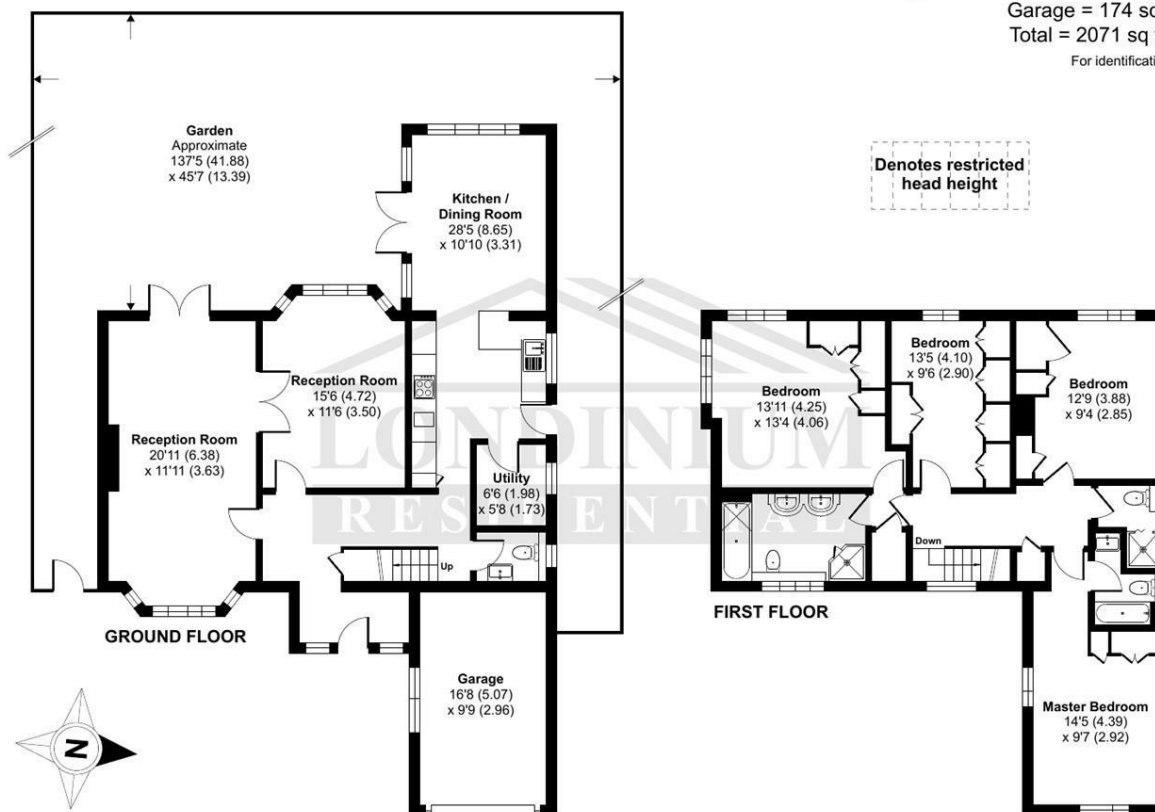 Garage = 174 sq
Total = 2071 sq
For identificati
Denotes restricted
head height
Garden
Approximate
137'5 (41.88)
x 45'7 (13.39)
Kitchen /
Dining Room
28'5 (8.65)
x 10'10 (3.31)
Reception Room
15'6 (4.72)
x 11'6 (3.50)
Reception Room
20'11 (6.38)
x 11'11 (3.63)
Utility
6'6 (1.98)
x 5'8 (1.73)
Up
GROUND FLOOR
Garage
16'8 (5.07)
x 9'9 (2.96)
N
LONDINIUM
RESIDENTIAL
Bedroom
13'11 (4.25)
x 13'4 (4.06)
Bedroom
13'5 (4.10)
x 9'6 (2.90)
Bedroom
12'9 (3.88)
x 9'4 (2.85)
Down
FIRST FLOOR
Master Bedroom
14'5 (4.39)
x 9'7 (2.92)